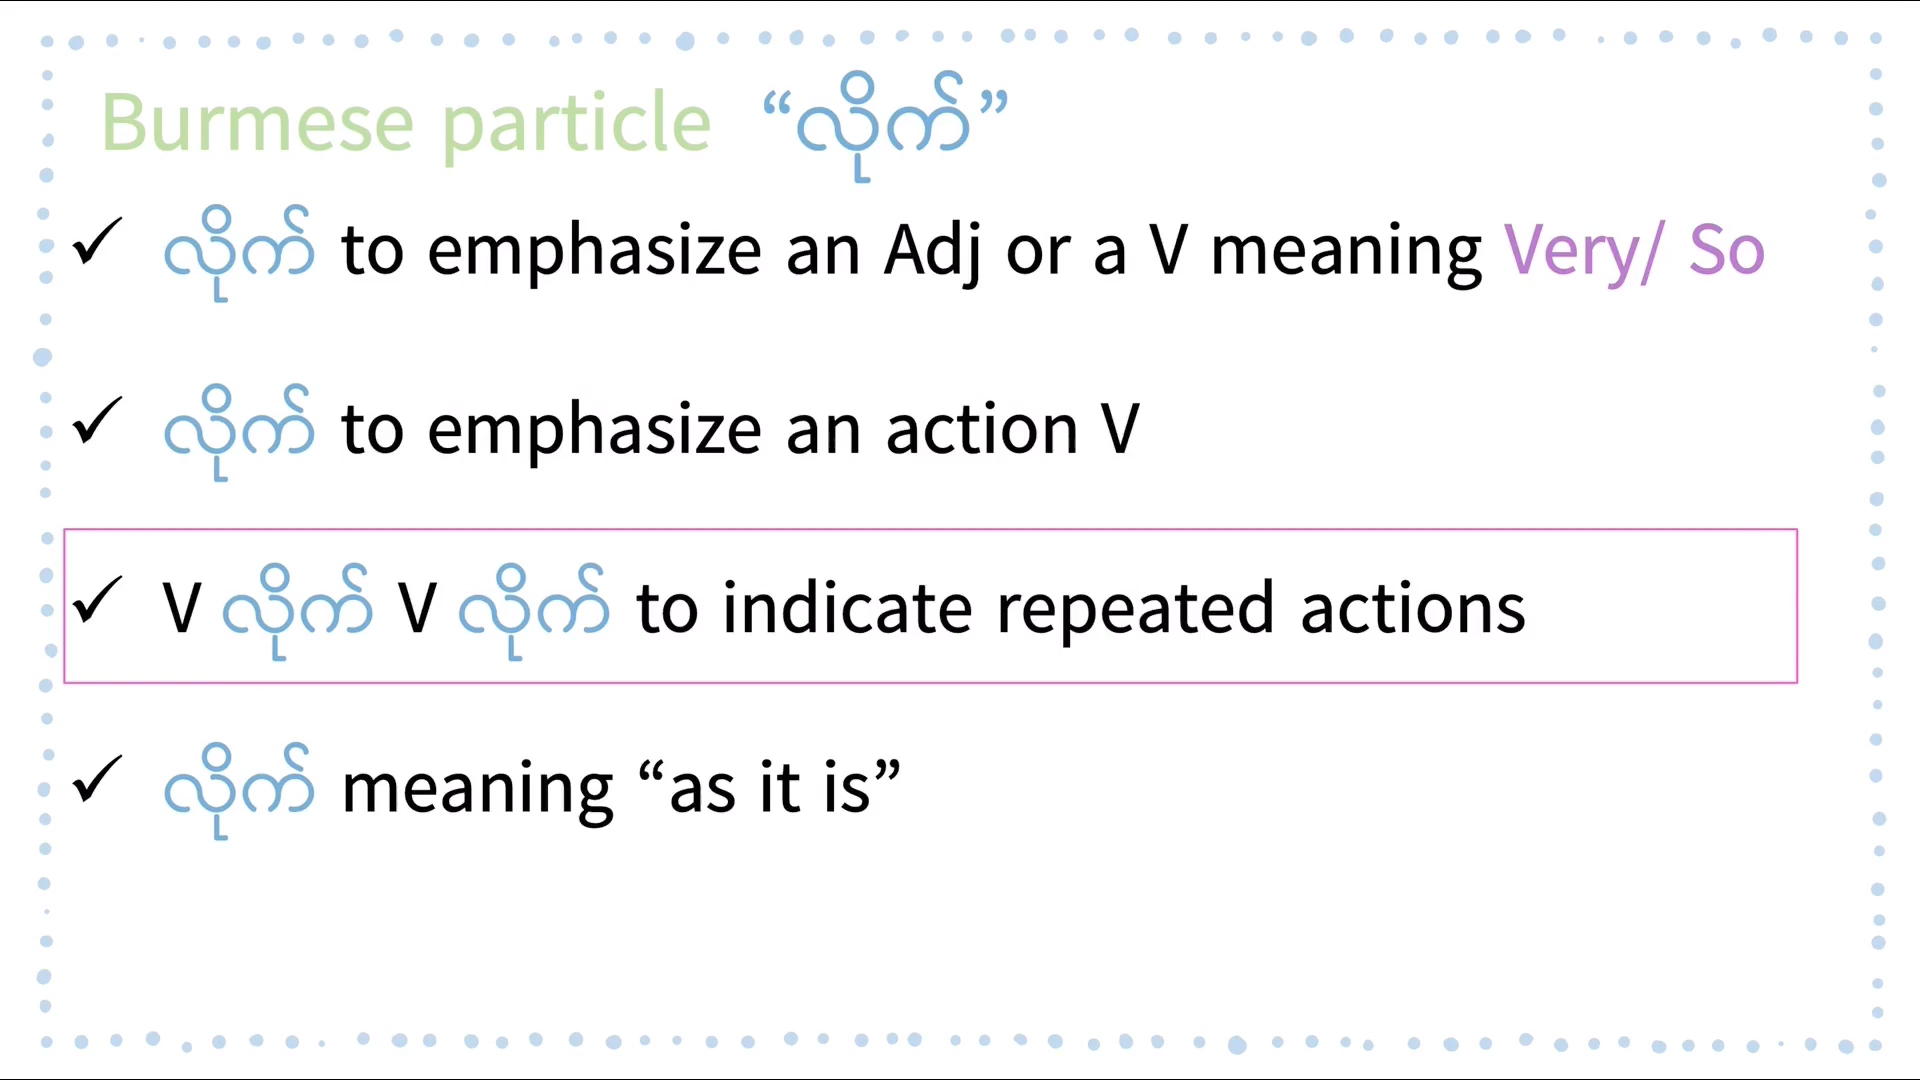 Burmese particle “လိုက်”
✓ လိုက် to emphasize an Adj or a V meaning Very/ So
✓ လိုက် to emphasize an action V
✓ V လိုက် V လိုက် to indicate repeated actions
✓ လိုက် meaning “as it is”